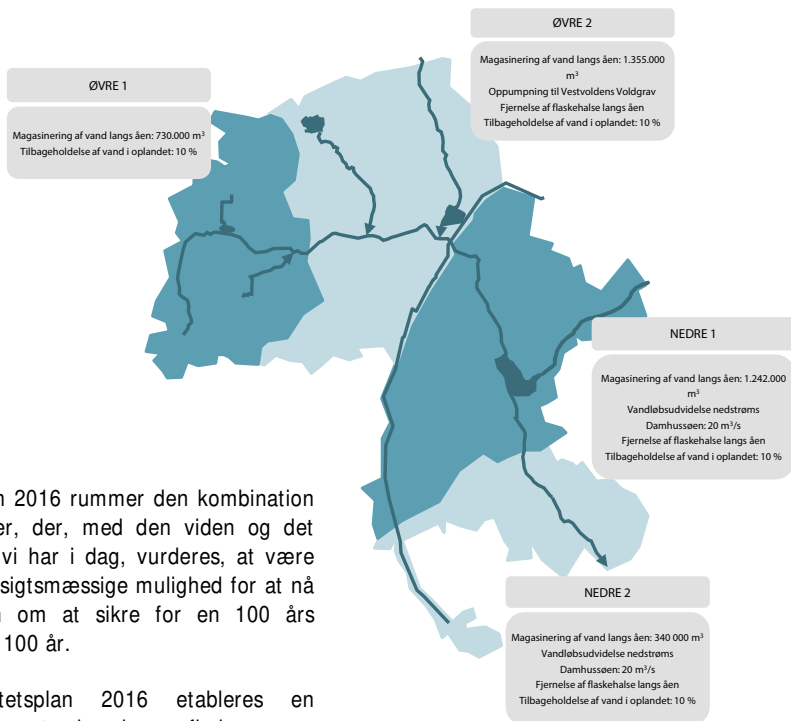 ØVRE 2
Magasinering af vand langs åen: 1.355.000
m³
Oppumpning til Vestvoldens Voldgrav
Fjernelse af flaskehalse langs åen
Tilbageholdelse af vand i oplandet: 10 %
ØVRE 1
Magasinering af vand langs åen: 730.000 m³
Tilbageholdelse af vand i oplandet: 10 %
NEDRE 1
Magasinering af vand langs åen: 1.242.000
m³
Vandløbsudvidelse nedstrøms
Damhussøen: 20 m³/s
Fjernelse af flaskehalse langs åen
Tilbageholdelse af vand i oplandet: 10 %
2016 rummer den kombination
der, med den viden og det
vi har i dag, vurderes, at være
mulighed for at nå
om at sikre for en 100 års
100 år.
2016 etableres en
NEDRE 2
Magasinering af vand langs åen: 340 000 m³
Vandløbsudvidelse nedstrøms
Damhussøen: 20 m³/s
Fjernelse af flaskehalse langs åen
Tilbageholdelse af vand i oplandet: 10 %